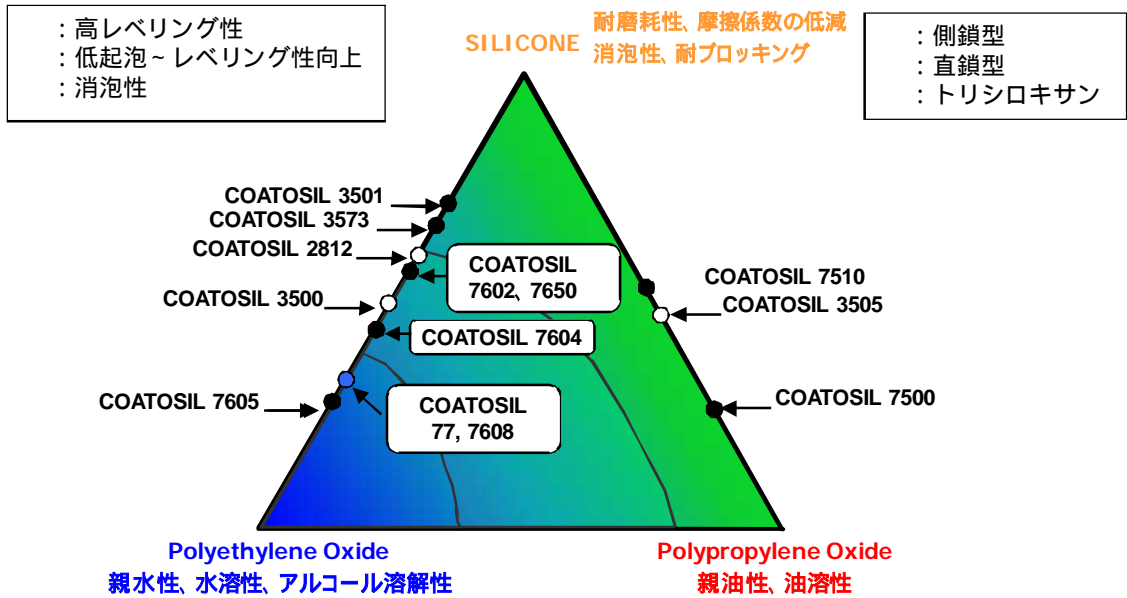 ：高レベリング性
：低起泡～レベリング性向上
：消泡性
SILICONE
耐磨耗性、摩擦係数の低減
消泡性、耐ブロッキング
：側鎖型
：直鎖型
：トリシロキサン
COATOSIL 3501
COATOSIL 3573
COATOSIL 2812
COATOSIL
7602、7650
COATOSIL 3500
COATOSIL 7604
COATOSIL 7605
COATOSIL
77, 7608
COATOSIL 7510
COATOSIL 3505
COATOSIL 7500
Polyethylene Oxide
親水性、水溶性、アルコール溶解性
Polypropylene Oxide
親油性、油溶性